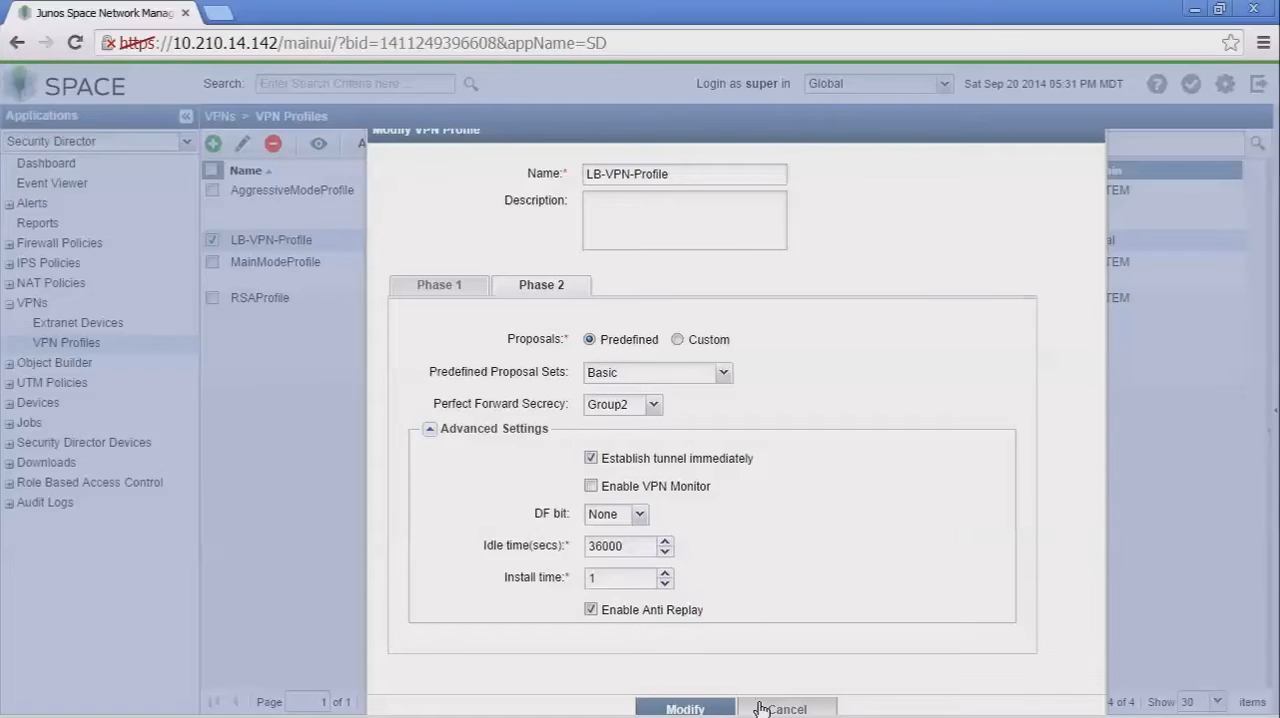 Junos Space Network Manag
https://10.210.14.142/mainui/?bid=1411249396608&appName=SD
SPACE
Search: Enter Search Criteria here ...
Login as super in Global
Sat Sep 20 2014 05:31 PM MDT
Applications
VPNs > VPN Profiles
Security Director
Dashboard
Event Viewer
Alerts
Reports
Firewall Policies
IPS Policies
NAT Policies
VPNs
Extranet Devices
VPN Profiles
Object Builder
UTM Policies
Devices
Jobs
Security Director Devices
Downloads
Role Based Access Control
Audit Logs
Name
AggressiveModeProfile
LB-VPN-Profile
MainModeProfile
RSAProfile
Modify VPN Profile
Name:* LB-VPN-Profile
Description:
Phase 1 Phase 2
Proposals:* Predefined Custom
Predefined Proposal Sets: Basic
Perfect Forward Secrecy: Group2
Advanced Settings
Establish tunnel immediately
Enable VPN Monitor
DF bit: None
Idle time(secs):* 36000
Install time:* 1
Enable Anti Replay
Modify Cancel
TEM
al
TEM
TEM
Page 1 of 1
4 of 4 Show 30 items